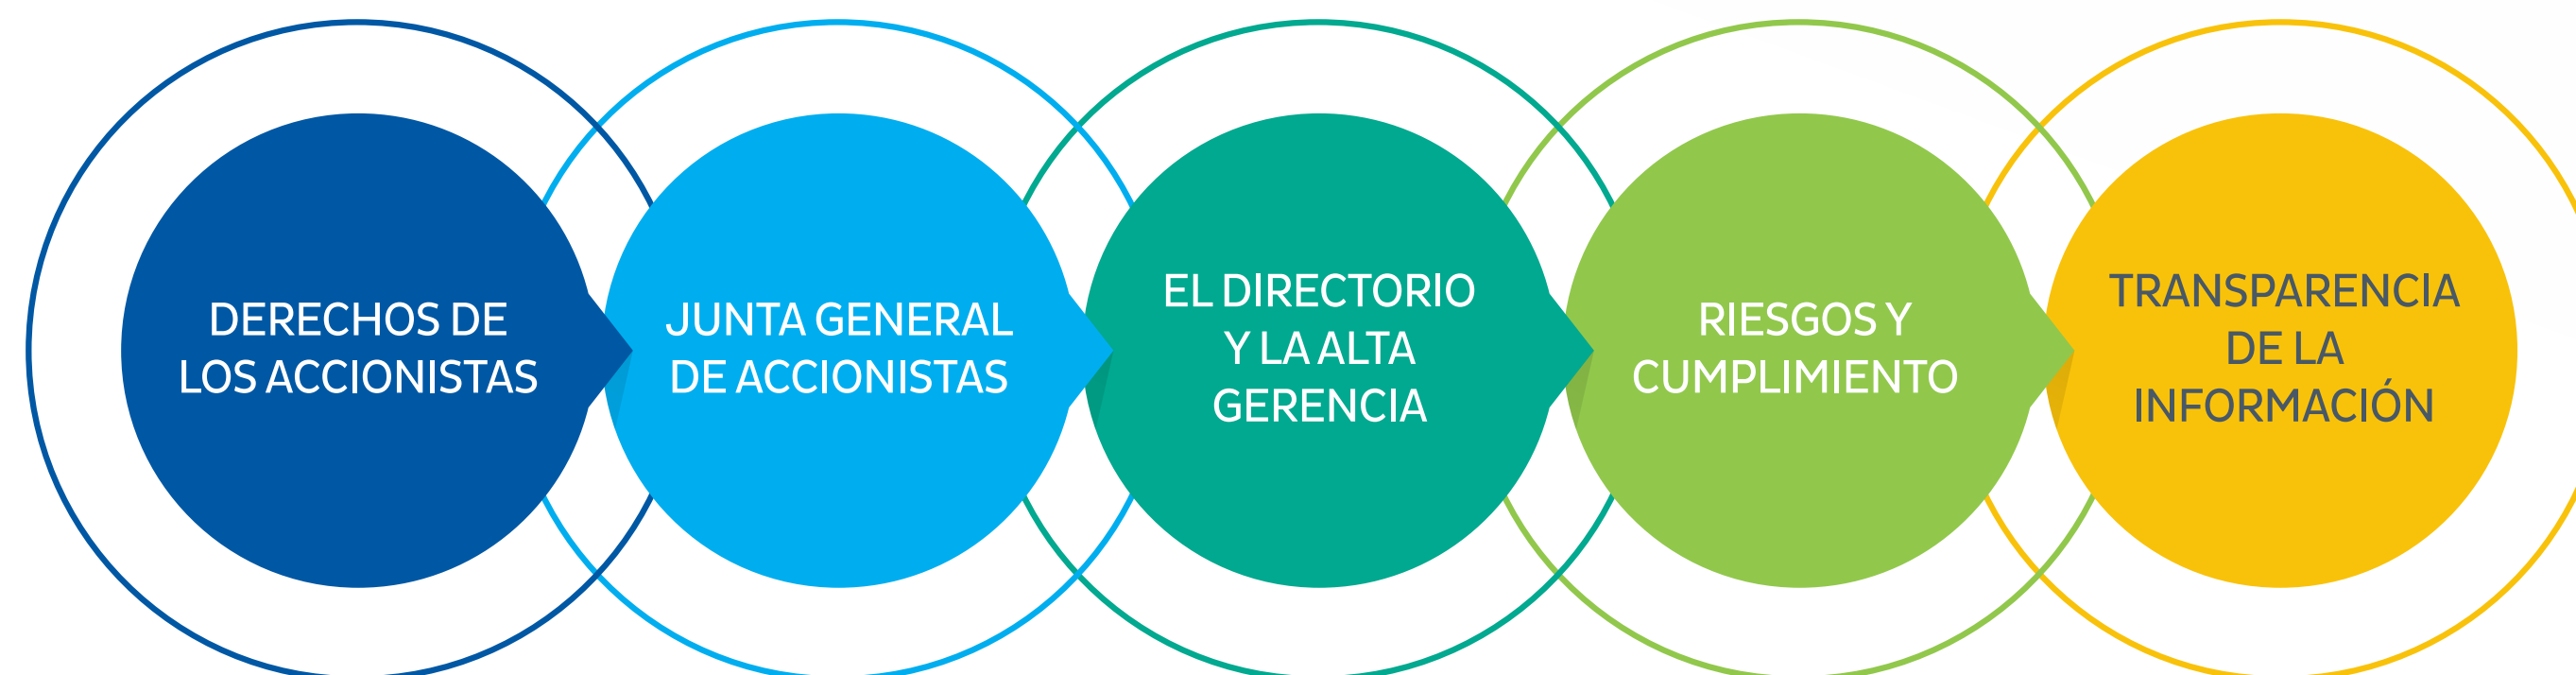 DERECHOS DE
LOS ACCIONISTAS
JUNTA GENERAL
DE ACCIONISTAS
EL DIRECTORIO
Y LA ALTA
GERENCIA
RIESGOS Y
CUMPLIMIENTO
TRANSPARENCIA
DE LA
INFORMACIÓN